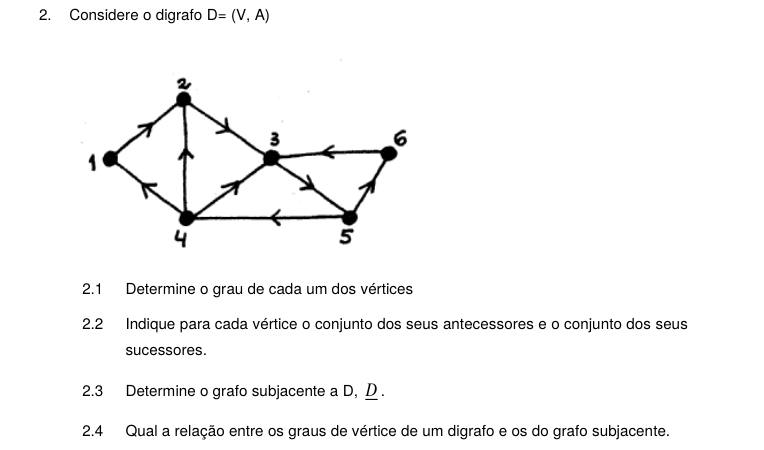 2. Considere o digrafo D= (V, A)
2
3
6
1
4
5
2.1 Determine o grau de cada um dos vértices
2.2 Indique para cada vértice o conjunto dos seus antecessores e o conjunto dos seus
sucessores.
2.3 Determine o grafo subjacente a D, D.
2.4 Qual a relação entre os graus de vértice de um digrafo e os do grafo subjacente.